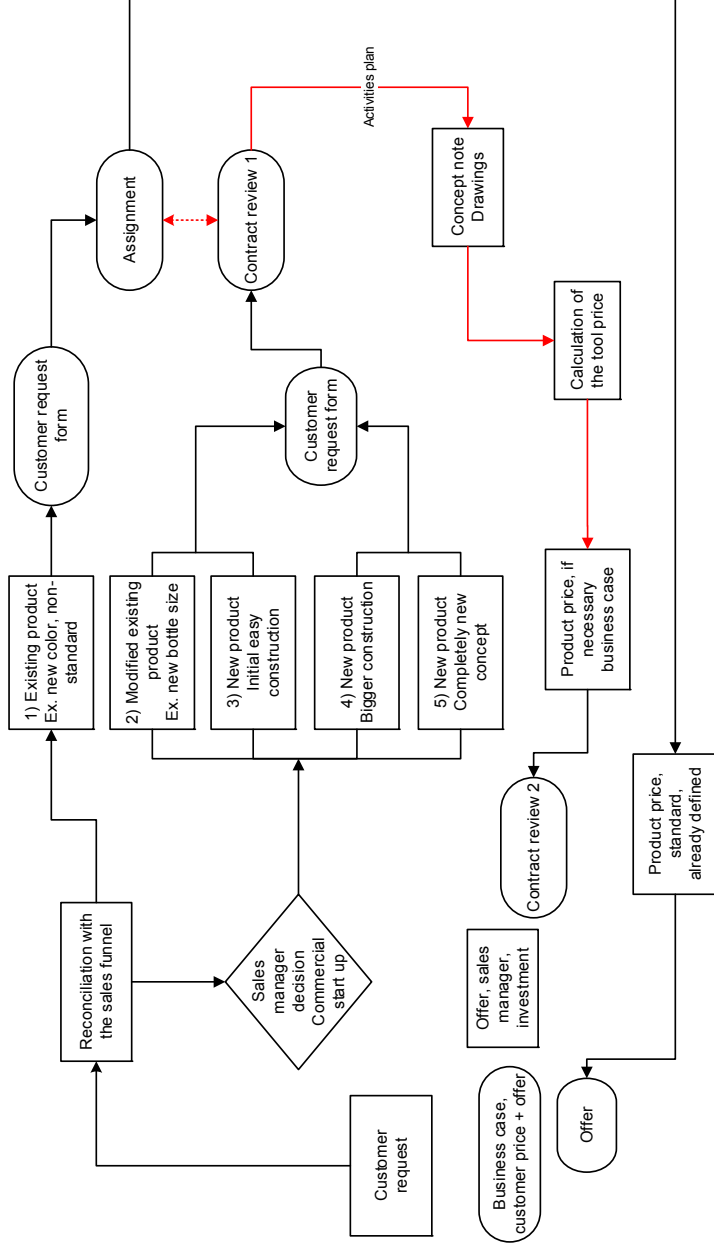 Customer
request
Reconciliation with
the sales funnel
Sales
manager
decision
Commercial
start up
1) Existing product
Ex. new color, non-
standard
2) Modified existing
product
Ex. new bottle size
3) New product
Initial easy
construction
4) New product
Bigger construction
5) New product
Completely new
concept
Customer request
form
Customer
request form
Assignment
Contract review 1
Activities plan
Concept note
Drawings
Calculation of
the tool price
Product price, if
necessary
business case
Contract review 2
Offer, sales
manager,
investment
Business case,
customer price + offer
Product price,
standard,
already defined
Offer